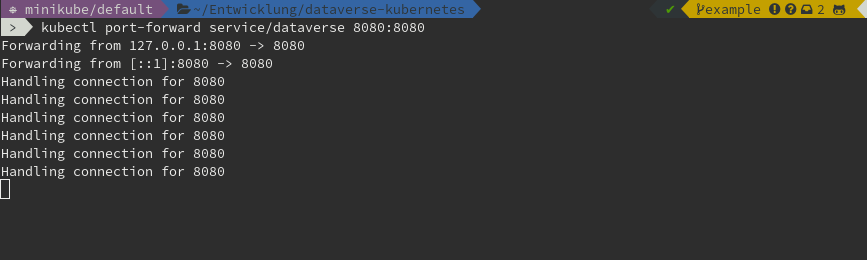 minikube/default ~/Entwicklung/dataverse-kubernetes ✔ example 2
> kubectl port-forward service/dataverse 8080:8080
Forwarding from 127.0.0.1:8080 -> 8080
Forwarding from [::1]:8080 -> 8080
Handling connection for 8080
Handling connection for 8080
Handling connection for 8080
Handling connection for 8080
Handling connection for 8080
Handling connection for 8080